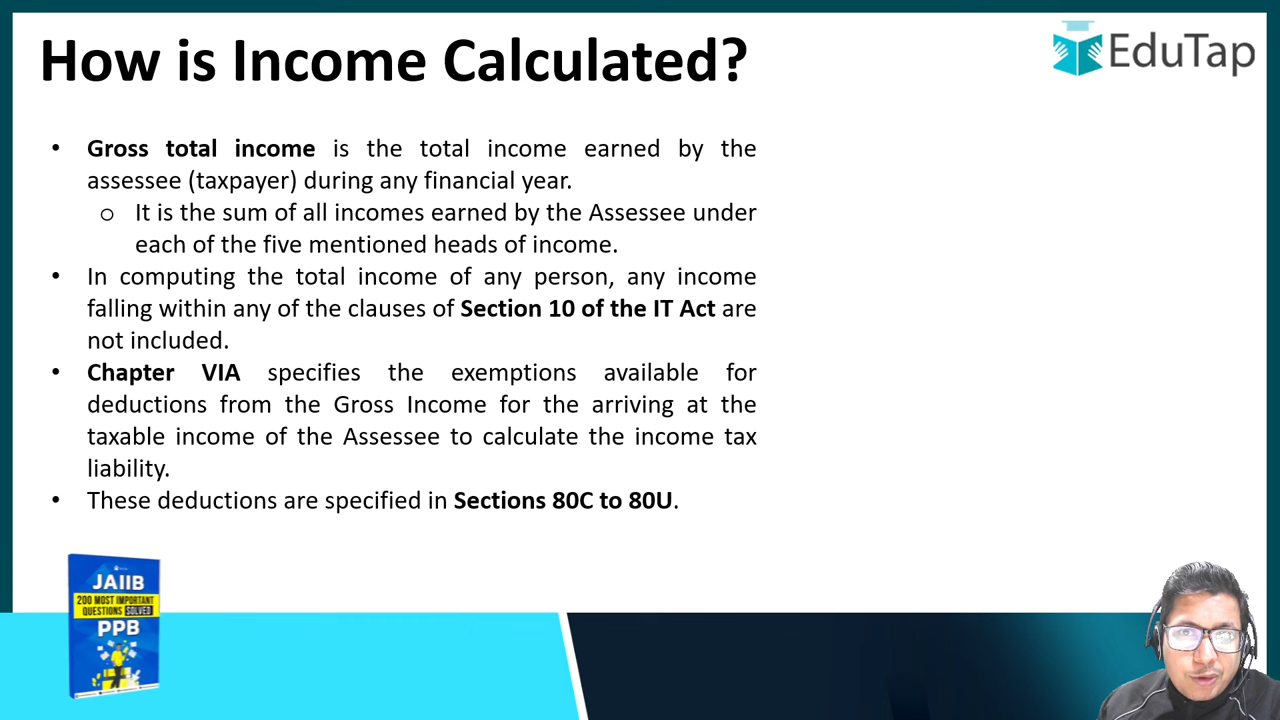 How is Income Calculated?
EduTap
• Gross total income is the total income earned by the
assessee (taxpayer) during any financial year.
o It is the sum of all incomes earned by the Assessee under
each of the five mentioned heads of income.
• In computing the total income of any person, any income
falling within any of the clauses of Section 10 of the IT Act are
not included.
• Chapter VIA specifies the exemptions available for
deductions from the Gross Income for the arriving at the
taxable income of the Assessee to calculate the income tax
liability.
• These deductions are specified in Sections 80C to 80U.
JAIIB
200 MOST IMPORTANT
QUESTIONS SOLVED
PPB